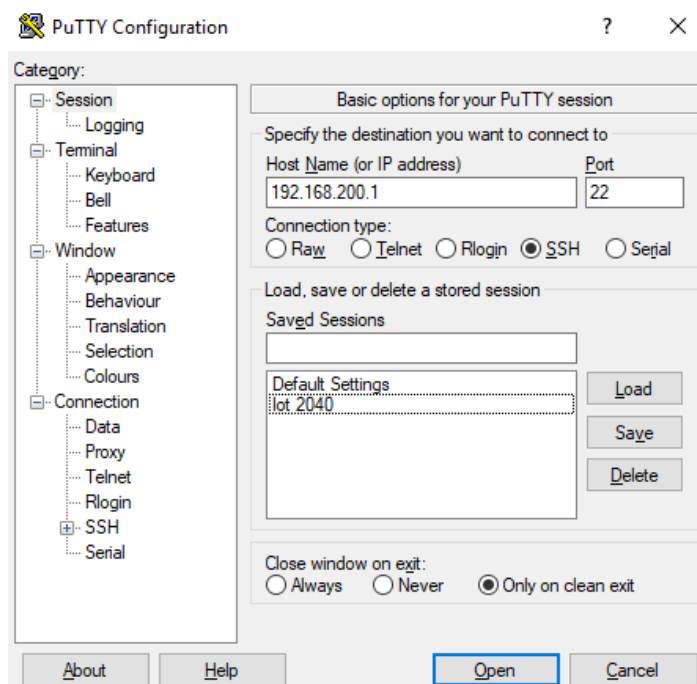 PuTTY Configuration
?
Category:
Session
Logging
Terminal
Keyboard
Bell
Features
Window
Appearance
Behaviour
Translation
Selection
Colours
Connection
Data
Proxy
Telnet
Rlogin
SSH
Serial
Basic options for your PuTTY session
Specify the destination you want to connect to
Host Name (or IP address) Port
192.168.200.1 22
Connection type:
Raw Telnet Rlogin SSH Serial
Load, save or delete a stored session
Saved Sessions
Default Settings
lot 2040
Load
Save
Delete
Close window on exit:
Always Never Only on clean exit
About Help Open Cancel